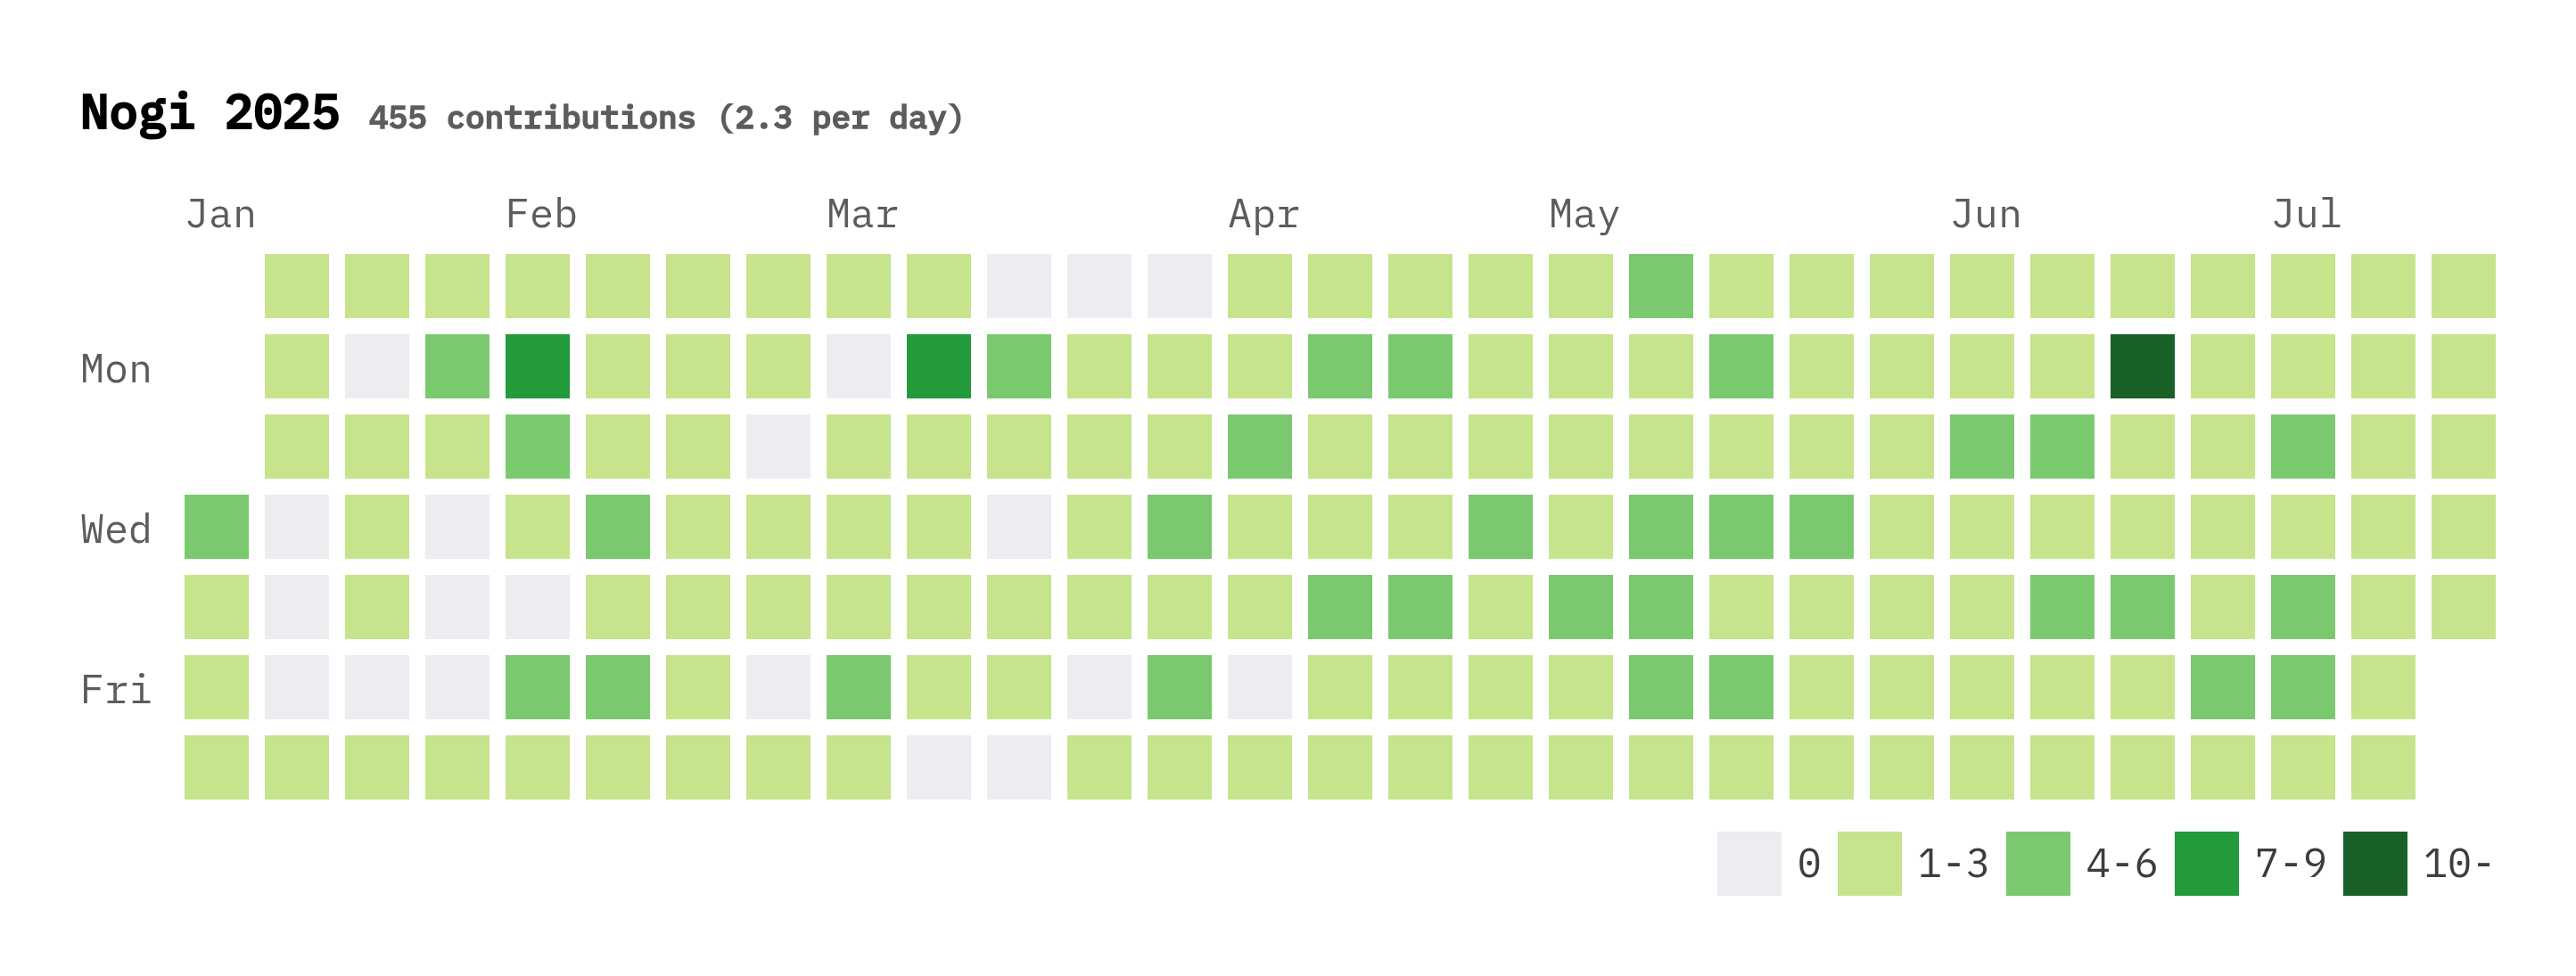 Nogi 2025 455 contributions (2.3 per day)
Jan Feb Mar Apr May Jun Jul
Mon
Wed
Fri
0 1-3 4-6 7-9 10-